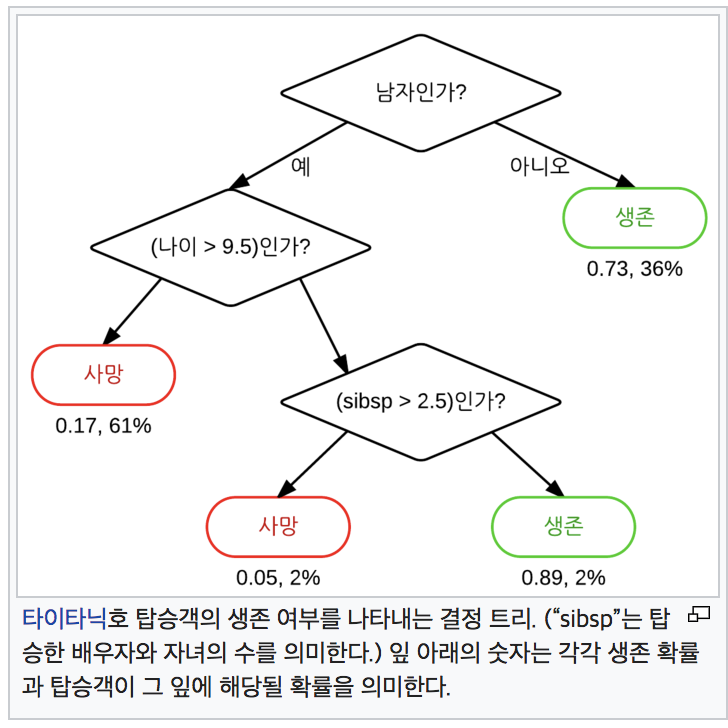 남자인가?
예
아니오
생존
0.73, 36%
(나이 > 9.5)인가?
사망
0.17, 61%
(sibsp > 2.5)인가?
사망
0.05, 2%
생존
0.89, 2%
타이타닉호 탑승객의 생존 여부를 나타내는 결정 트리. (“sibsp”는 탑
승한 배우자와 자녀의 수를 의미한다.) 잎 아래의 숫자는 각각 생존 확률
과 탑승객이 그 잎에 해당될 확률을 의미한다.